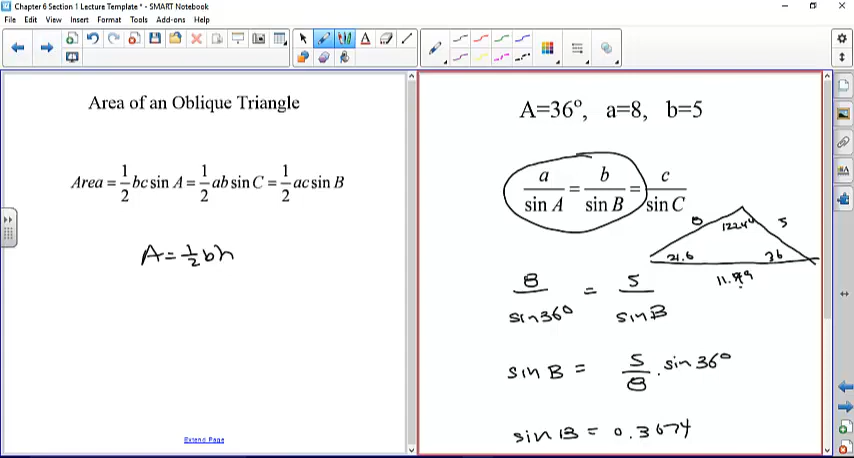 Chapter 6 Section 1 Lecture Template * - SMART Notebook
File Edit View Insert Format Tools Add-ons Help
Area of an Oblique Triangle
Area = 1/2 bc sin A = 1/2 ab sin C = 1/2 ac sin B
A = 1/2 bh
Extend Page
A=36º, a=8, b=5
a/sin A = b/sin B = c/sin C
8 122.4 5
21.6 36
8/sin 36° = 5/sin B
sin B = 5/8 · sin 36°
sin B = 0.3674